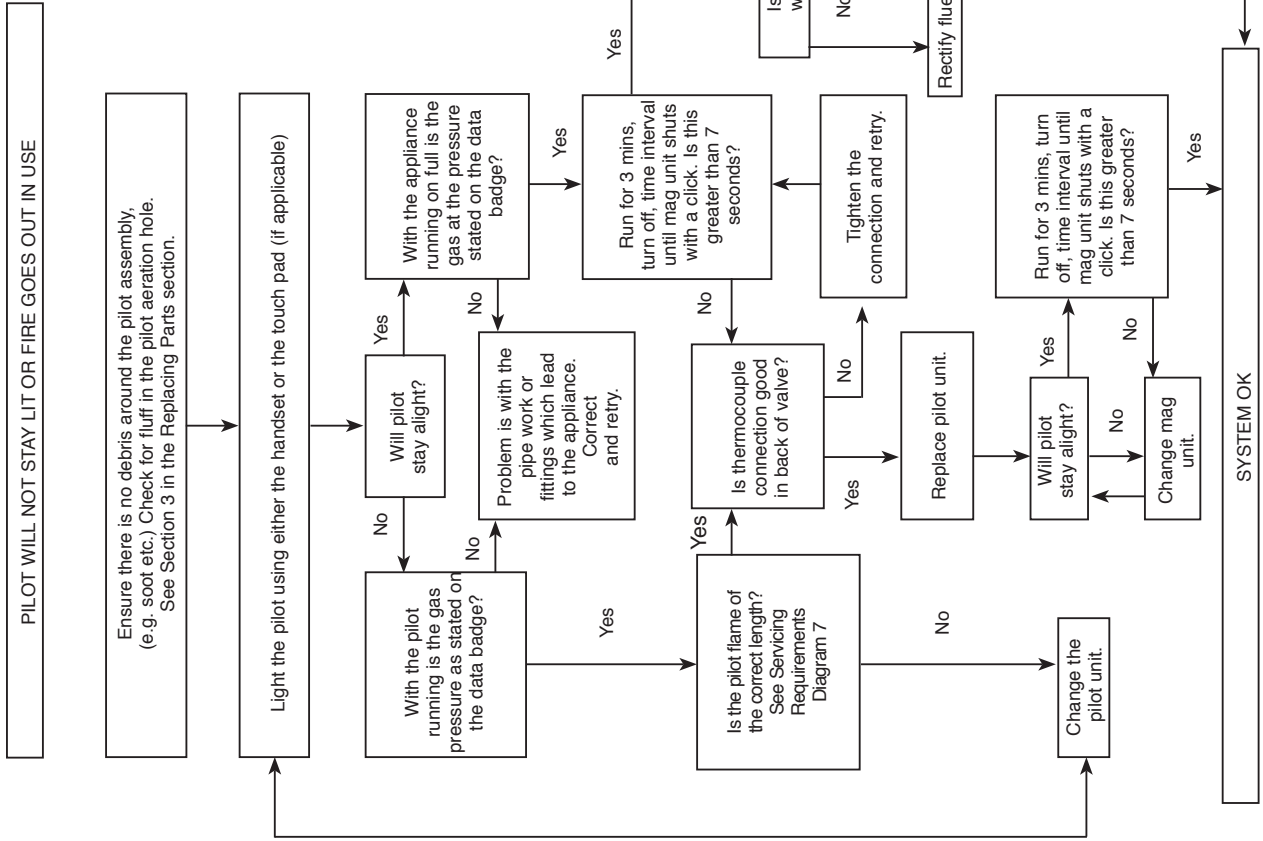 PILOT WILL NOT STAY LIT OR FIRE GOES OUT IN USE
Ensure there is no debris around the pilot assembly,
(e.g. soot etc.) Check for fluff in the pilot aeration hole.
See Section 3 in the Replacing Parts section.
Light the pilot using either the handset or the touch pad (if applicable)
Will pilot
stay alight?
No
Yes
With the pilot
running is the gas
pressure as stated on
the data badge?
With the appliance
running on full is the
gas at the pressure
stated on the data
badge?
No
No
Problem is with the
pipe work or
fittings which lead
to the appliance.
Correct
and retry.
Yes
Yes
Run for 3 mins,
turn off, time interval
until mag unit shuts
with a click. Is this
greater than 7
seconds?
Yes
Is the pilot flame of
the correct length?
See Servicing
Requirements
Diagram 7
Yes
No
Is thermocouple
connection good
in back of valve?
No
Tighten the
connection and retry.
Is
No
Rectify flue
Yes
No
Replace pilot unit.
Change the
pilot unit.
Will pilot
stay alight?
Yes
Run for 3 mins, turn
off, time interval until
mag unit shuts with a
click. Is this greater
than 7 seconds?
No
No
Change mag
unit.
Yes
SYSTEM OK